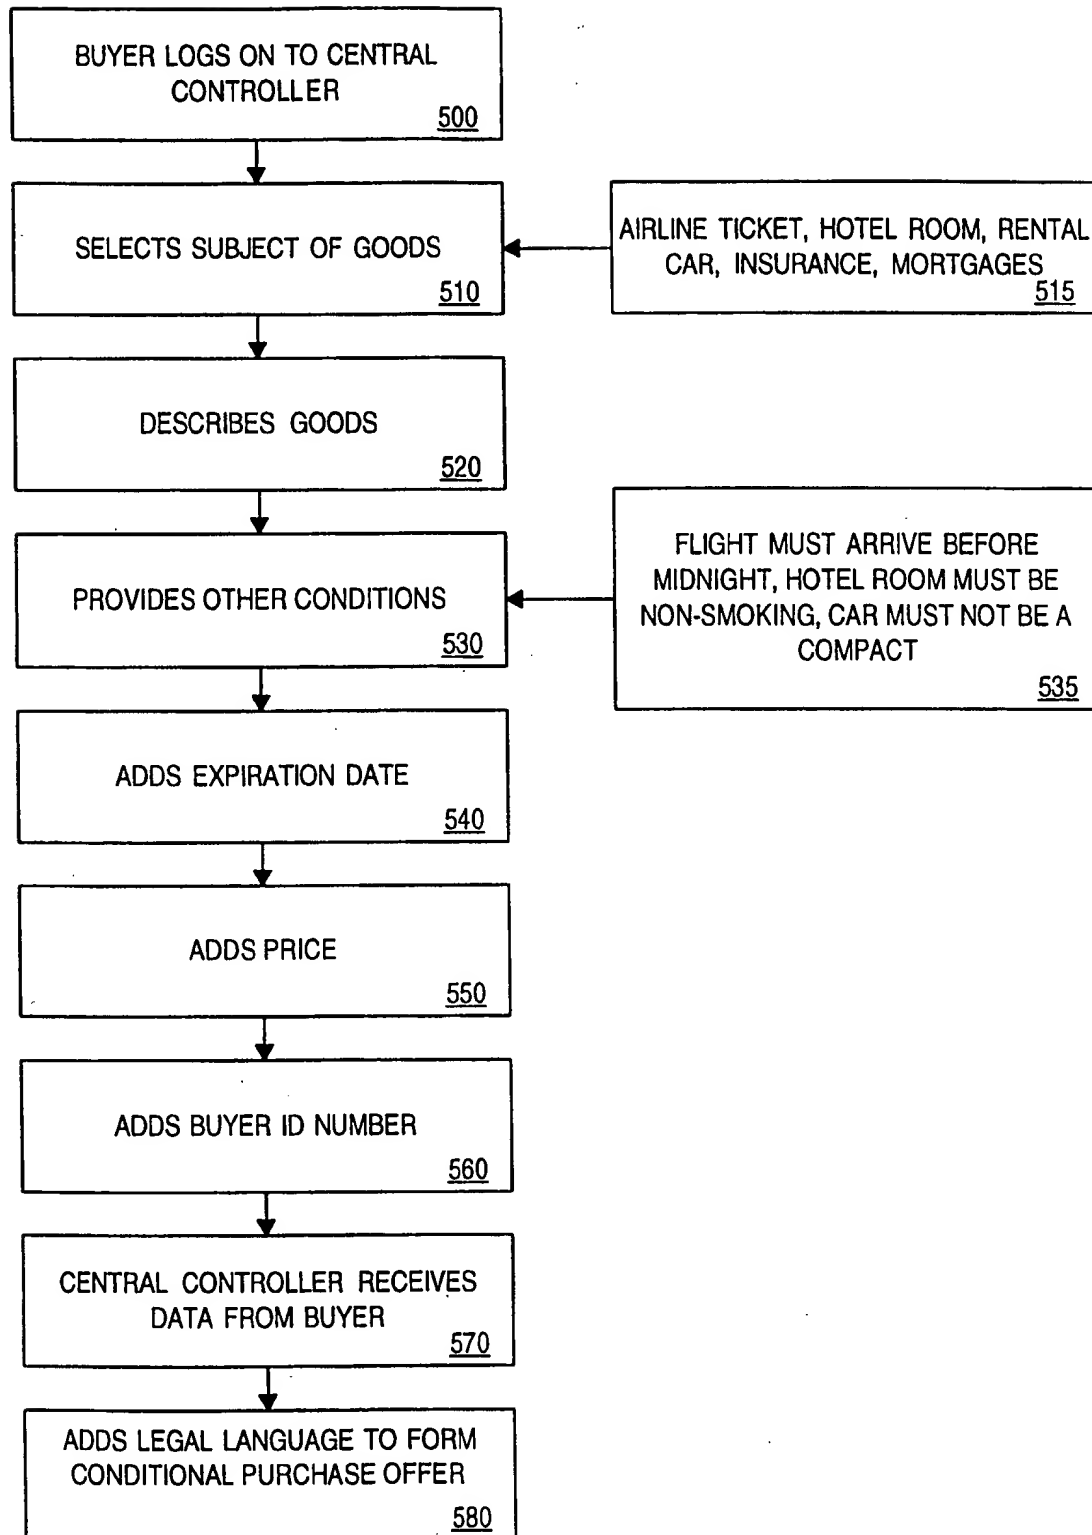 BUYER LOGS ON TO CENTRAL
CONTROLLER
500
SELECTS SUBJECT OF GOODS
510
AIRLINE TICKET, HOTEL ROOM, RENTAL
CAR, INSURANCE, MORTGAGES
515
DESCRIBES GOODS
520
PROVIDES OTHER CONDITIONS
530
FLIGHT MUST ARRIVE BEFORE
MIDNIGHT, HOTEL ROOM MUST BE
NON-SMOKING, CAR MUST NOT BE A
COMPACT
535
ADDS EXPIRATION DATE
540
ADDS PRICE
550
ADDS BUYER ID NUMBER
560
CENTRAL CONTROLLER RECEIVES
DATA FROM BUYER
570
ADDS LEGAL LANGUAGE TO FORM
CONDITIONAL PURCHASE OFFER
580